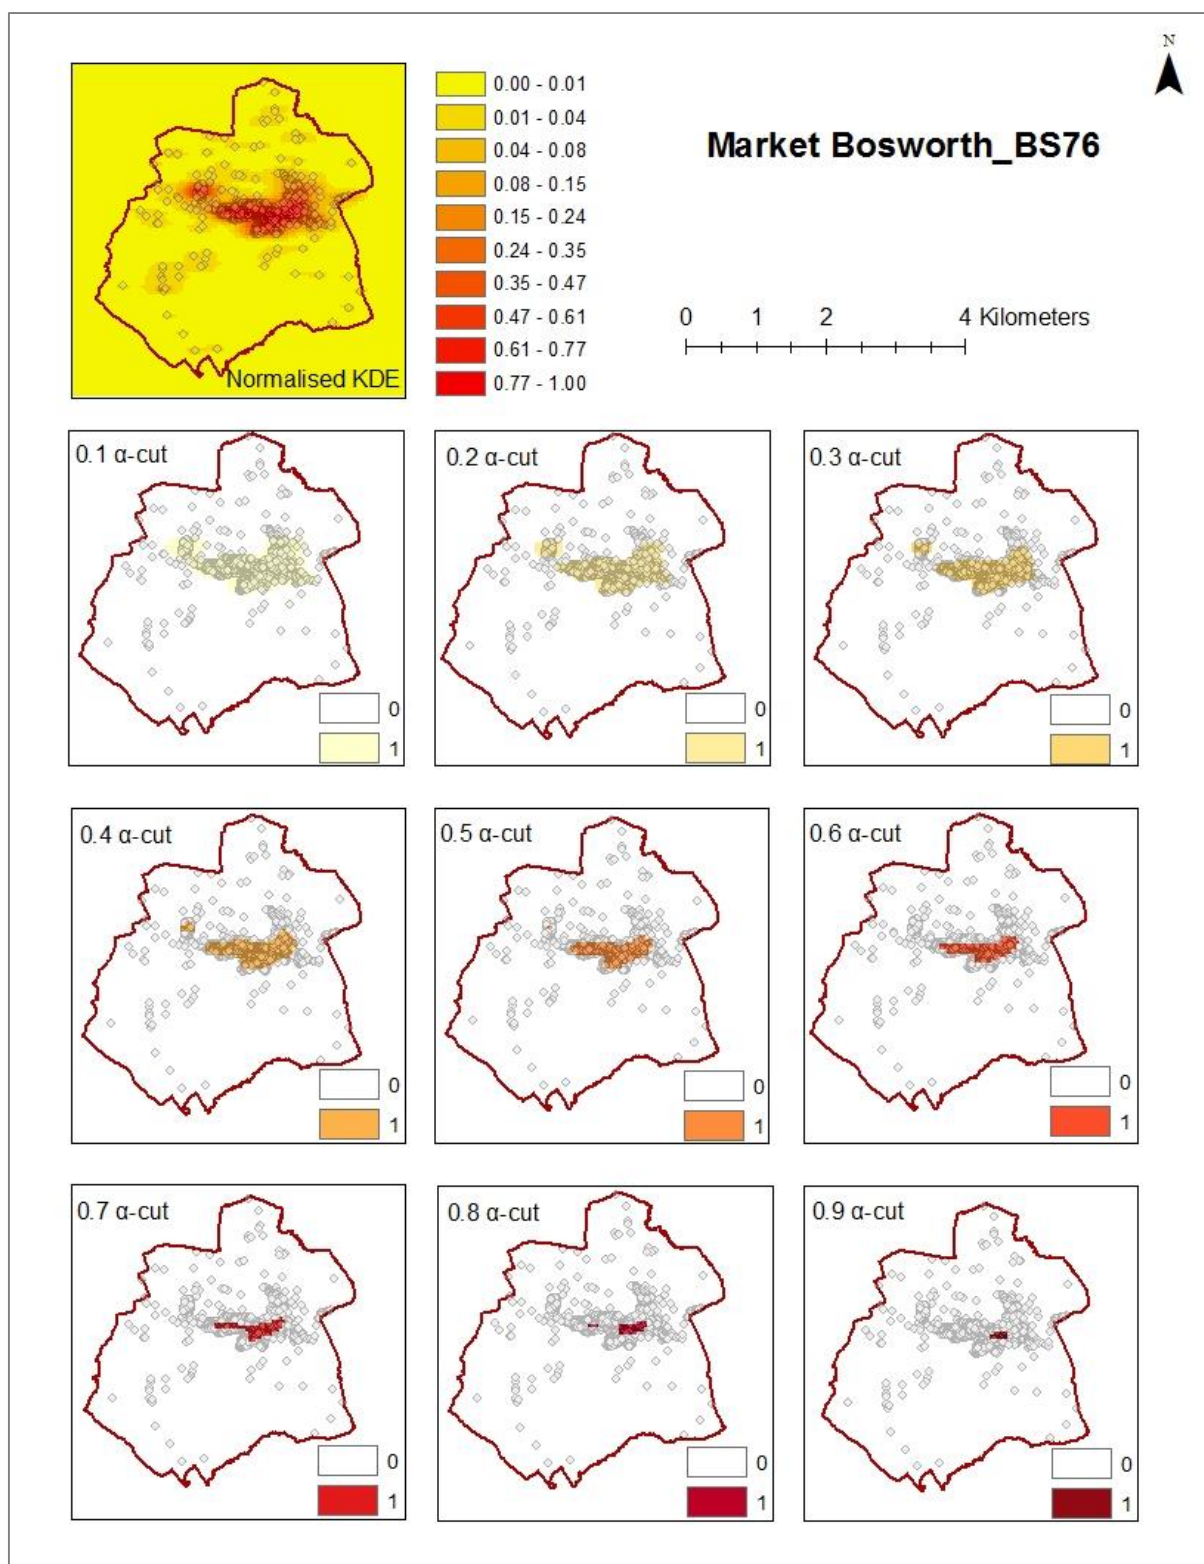 N
0.00 - 0.01
0.01 - 0.04
0.04 - 0.08
0.08 - 0.15
0.15 - 0.24
0.24 - 0.35
0.35 - 0.47
0.47 - 0.61
0.61 - 0.77
0.77 - 1.00
Normalised KDE
Market Bosworth_BS76
0 1 2 4 Kilometers
0.1 α-cut
0
1
0.2 α-cut
0
1
0.3 α-cut
0
1
0.4 α-cut
0
1
0.5 α-cut
0
1
0.6 α-cut
0
1
0.7 α-cut
0
1
0.8 α-cut
0
1
0.9 α-cut
0
1